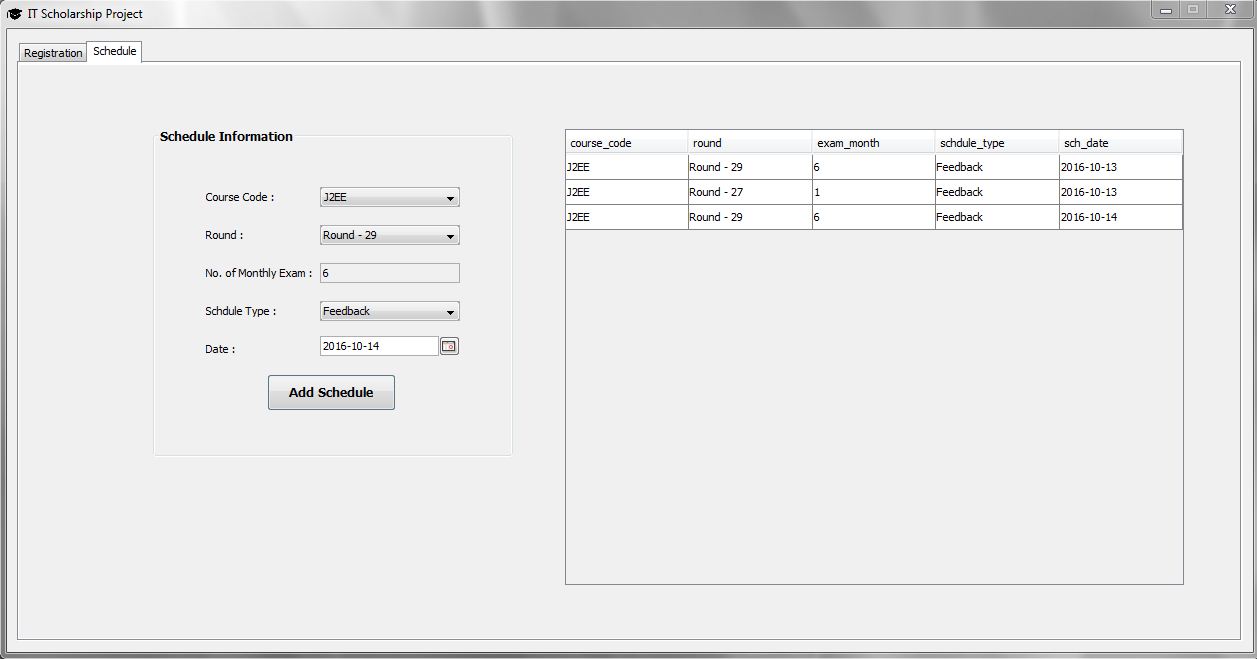 IT Scholarship Project
Registration Schedule
Schedule Information
Course Code : J2EE
Round : Round - 29
No. of Monthly Exam : 6
Schdule Type : Feedback
Date : 2016-10-14
Add Schedule
course_code round exam_month schdule_type sch_date
J2EE Round - 29 6 Feedback 2016-10-13
J2EE Round - 27 1 Feedback 2016-10-13
J2EE Round - 29 6 Feedback 2016-10-14